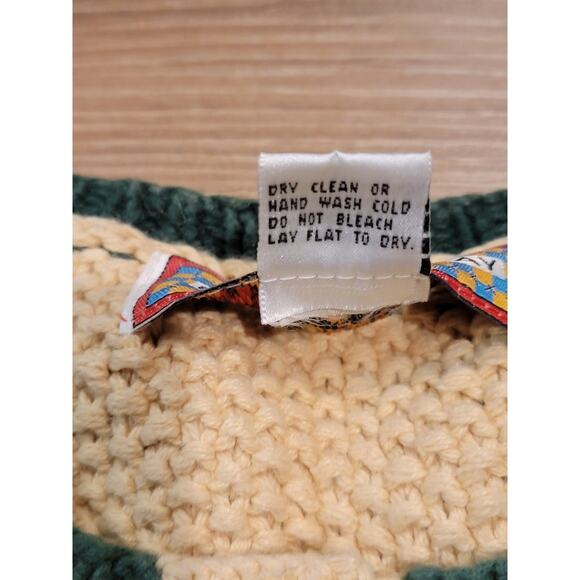 DRY CLEAN OR
HAND WASH COLD
DO NOT BLEACH
LAY FLAT TO DRY.